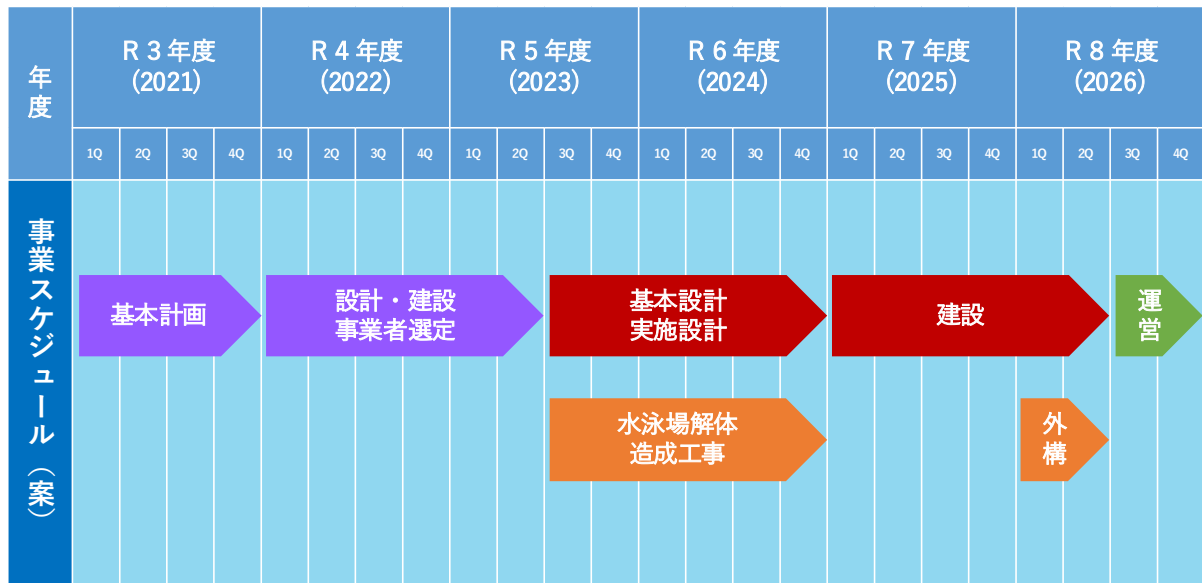 年度
R３年度
(2021)
R４年度
(2022)
R５年度
(2023)
R６年度
(2024)
R７年度
(2025)
R８年度
(2026)
1Q 2Q 3Q 4Q 1Q 2Q 3Q 4Q 1Q 2Q 3Q 4Q 1Q 2Q 3Q 4Q 1Q 2Q 3Q 4Q 1Q 2Q 3Q 4Q
事業スケジュール（案）
基本計画
設計・建設
事業者選定
基本設計
実施設計
建設
運営
水泳場解体
造成工事
外構